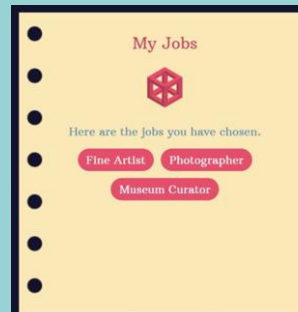 My Jobs
Here are the jobs you have chosen.
Fine Artist Photographer
Museum Curator